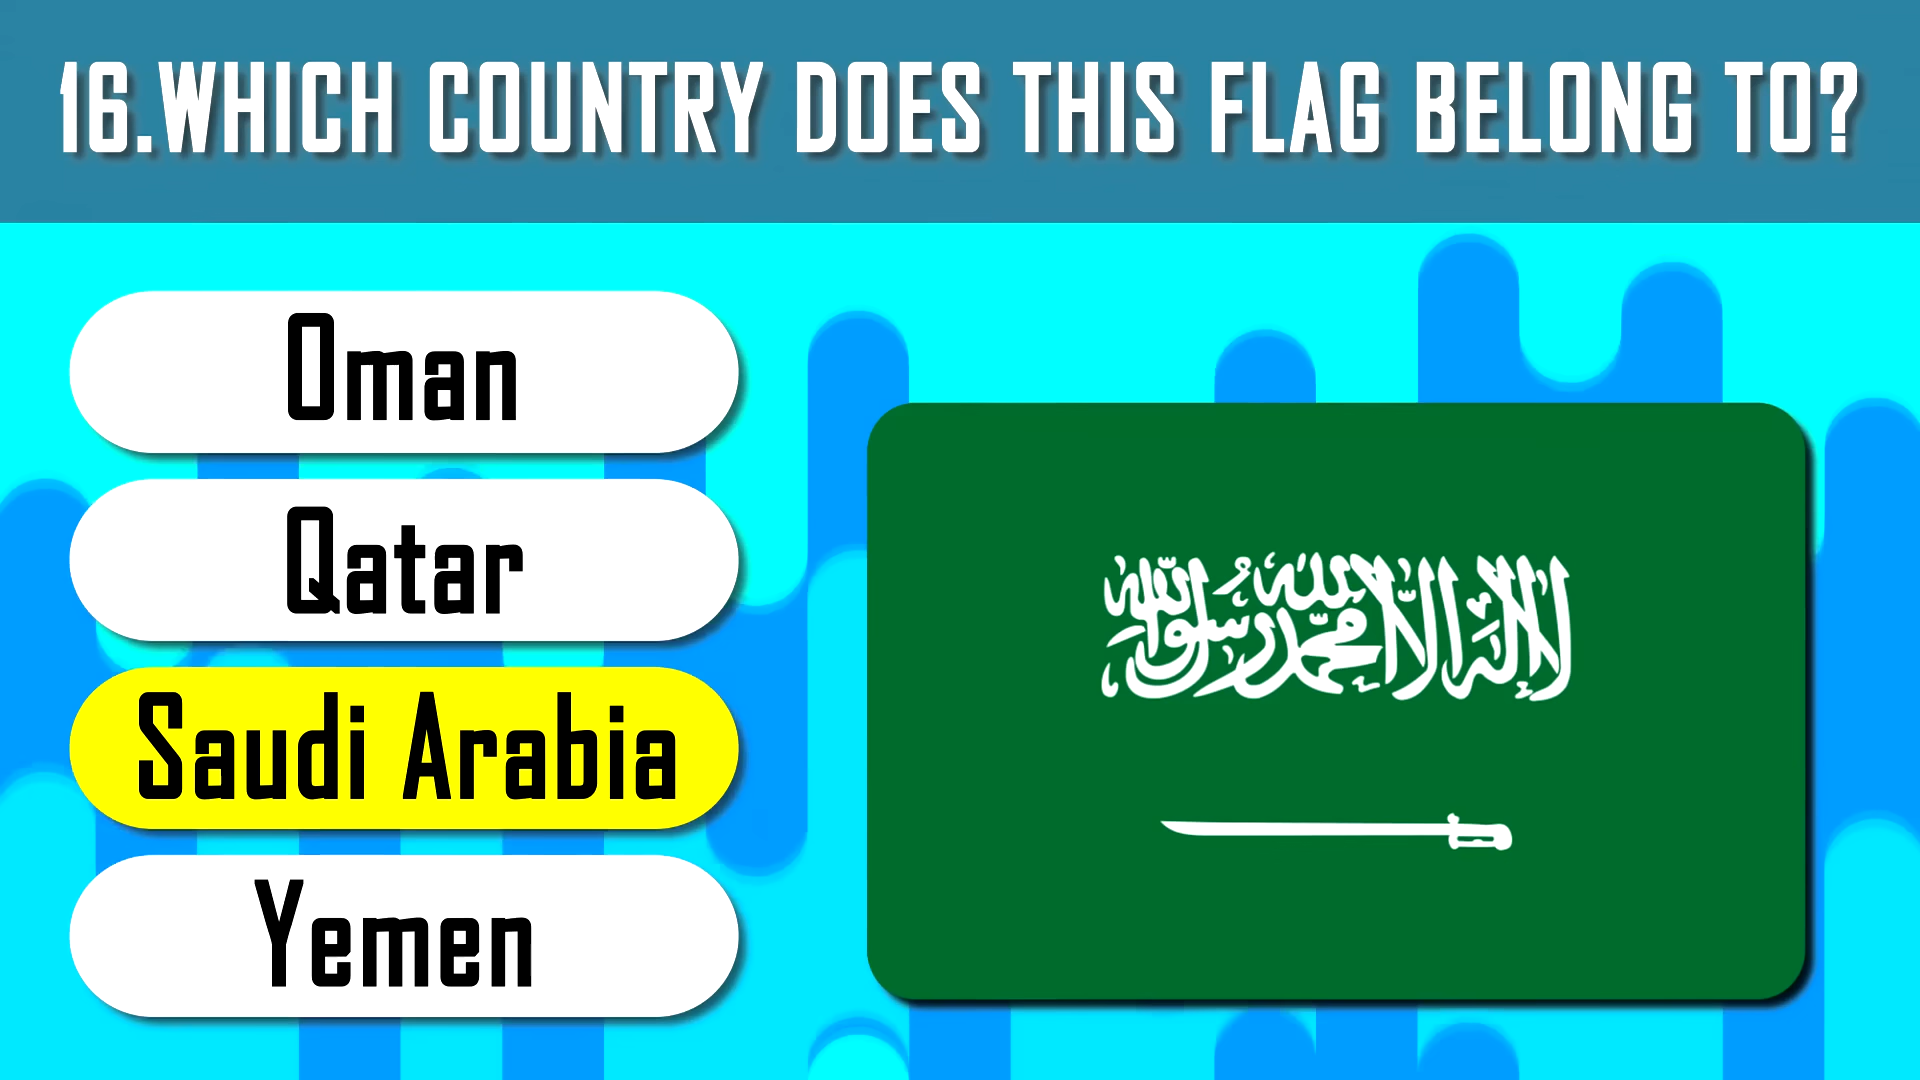 16.WHICH COUNTRY DOES THIS FLAG BELONG TO?
Oman
Qatar
Saudi Arabia
Yemen
لا إله إلا الله محمد رسول الله